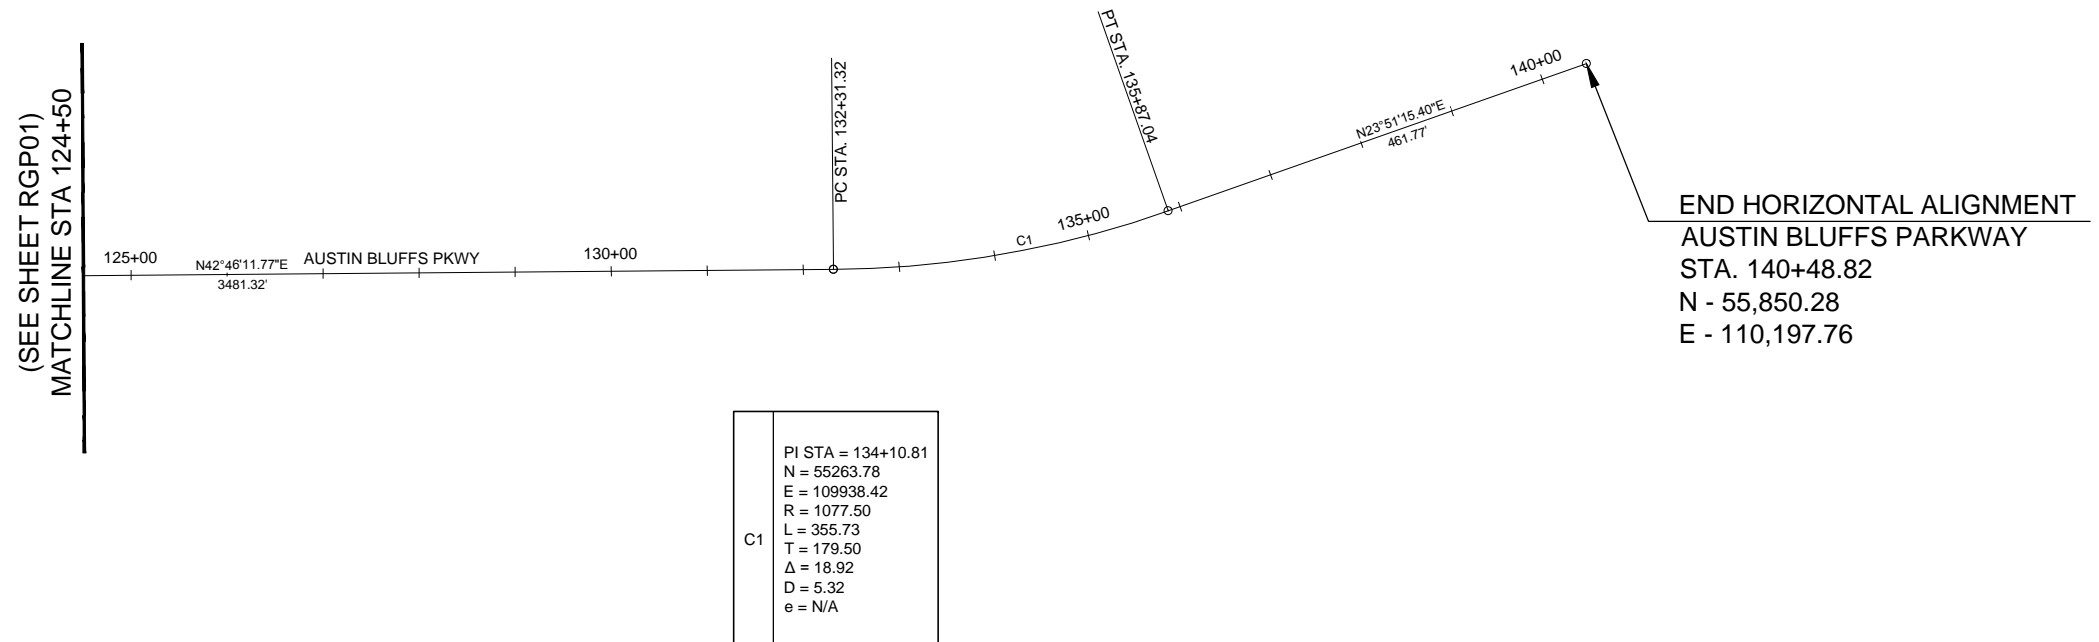 (SEE SHEET RGP01)
MATCHLINE STA 124+50
125+00
N42°46'11.77"E
3481.32'
AUSTIN BLUFFS PKWY
130+00
PC STA. 132+31.32
C1
135+00
PT STA. 135+87.04
N23°51'15.40"E
461.77'
140+00
END HORIZONTAL ALIGNMENT
AUSTIN BLUFFS PARKWAY
STA. 140+48.82
N - 55,850.28
E - 110,197.76
C1
PI STA = 134+10.81
N = 55263.78
E = 109938.42
R = 1077.50
L = 355.73
T = 179.50
Δ = 18.92
D = 5.32
e = N/A